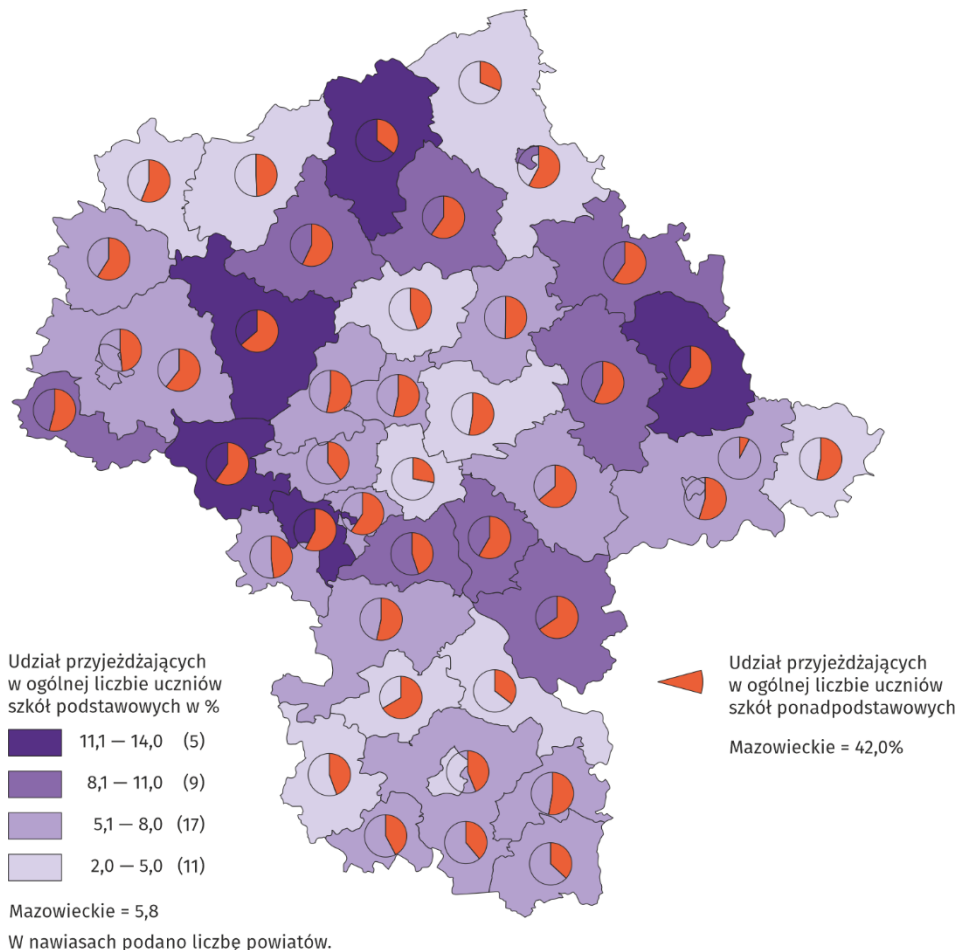 Udział przyjeżdżających
w ogólnej liczbie uczniów
szkół podstawowych w %
11,1 — 14,0 (5)
8,1 — 11,0 (9)
5,1 — 8,0 (17)
2,0 — 5,0 (11)
Mazowieckie = 5,8
W nawiasach podano liczbę powiatów.
Udział przyjeżdżających
w ogólnej liczbie uczniów
szkół ponadpodstawowych
Mazowieckie = 42,0%